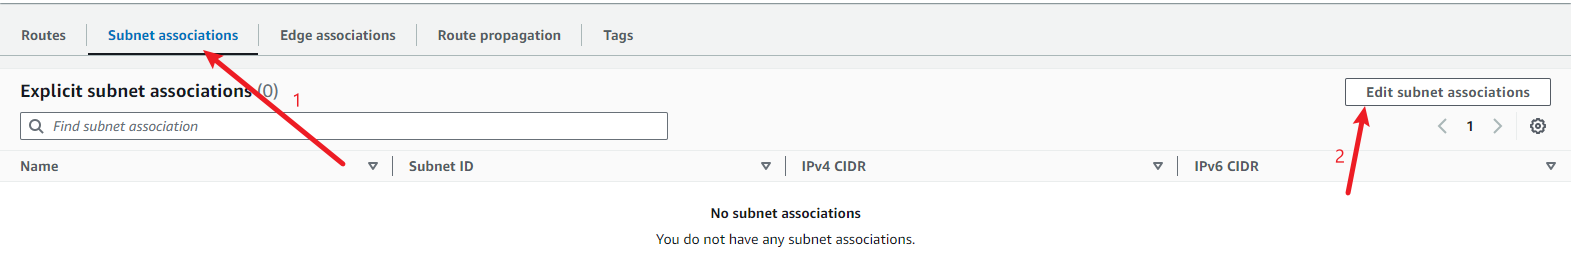 Routes Subnet associations Edge associations Route propagation Tags
Explicit subnet associations (0)
1
Edit subnet associations
Find subnet association
1
2
Name Subnet ID IPv4 CIDR IPv6 CIDR
No subnet associations
You do not have any subnet associations.